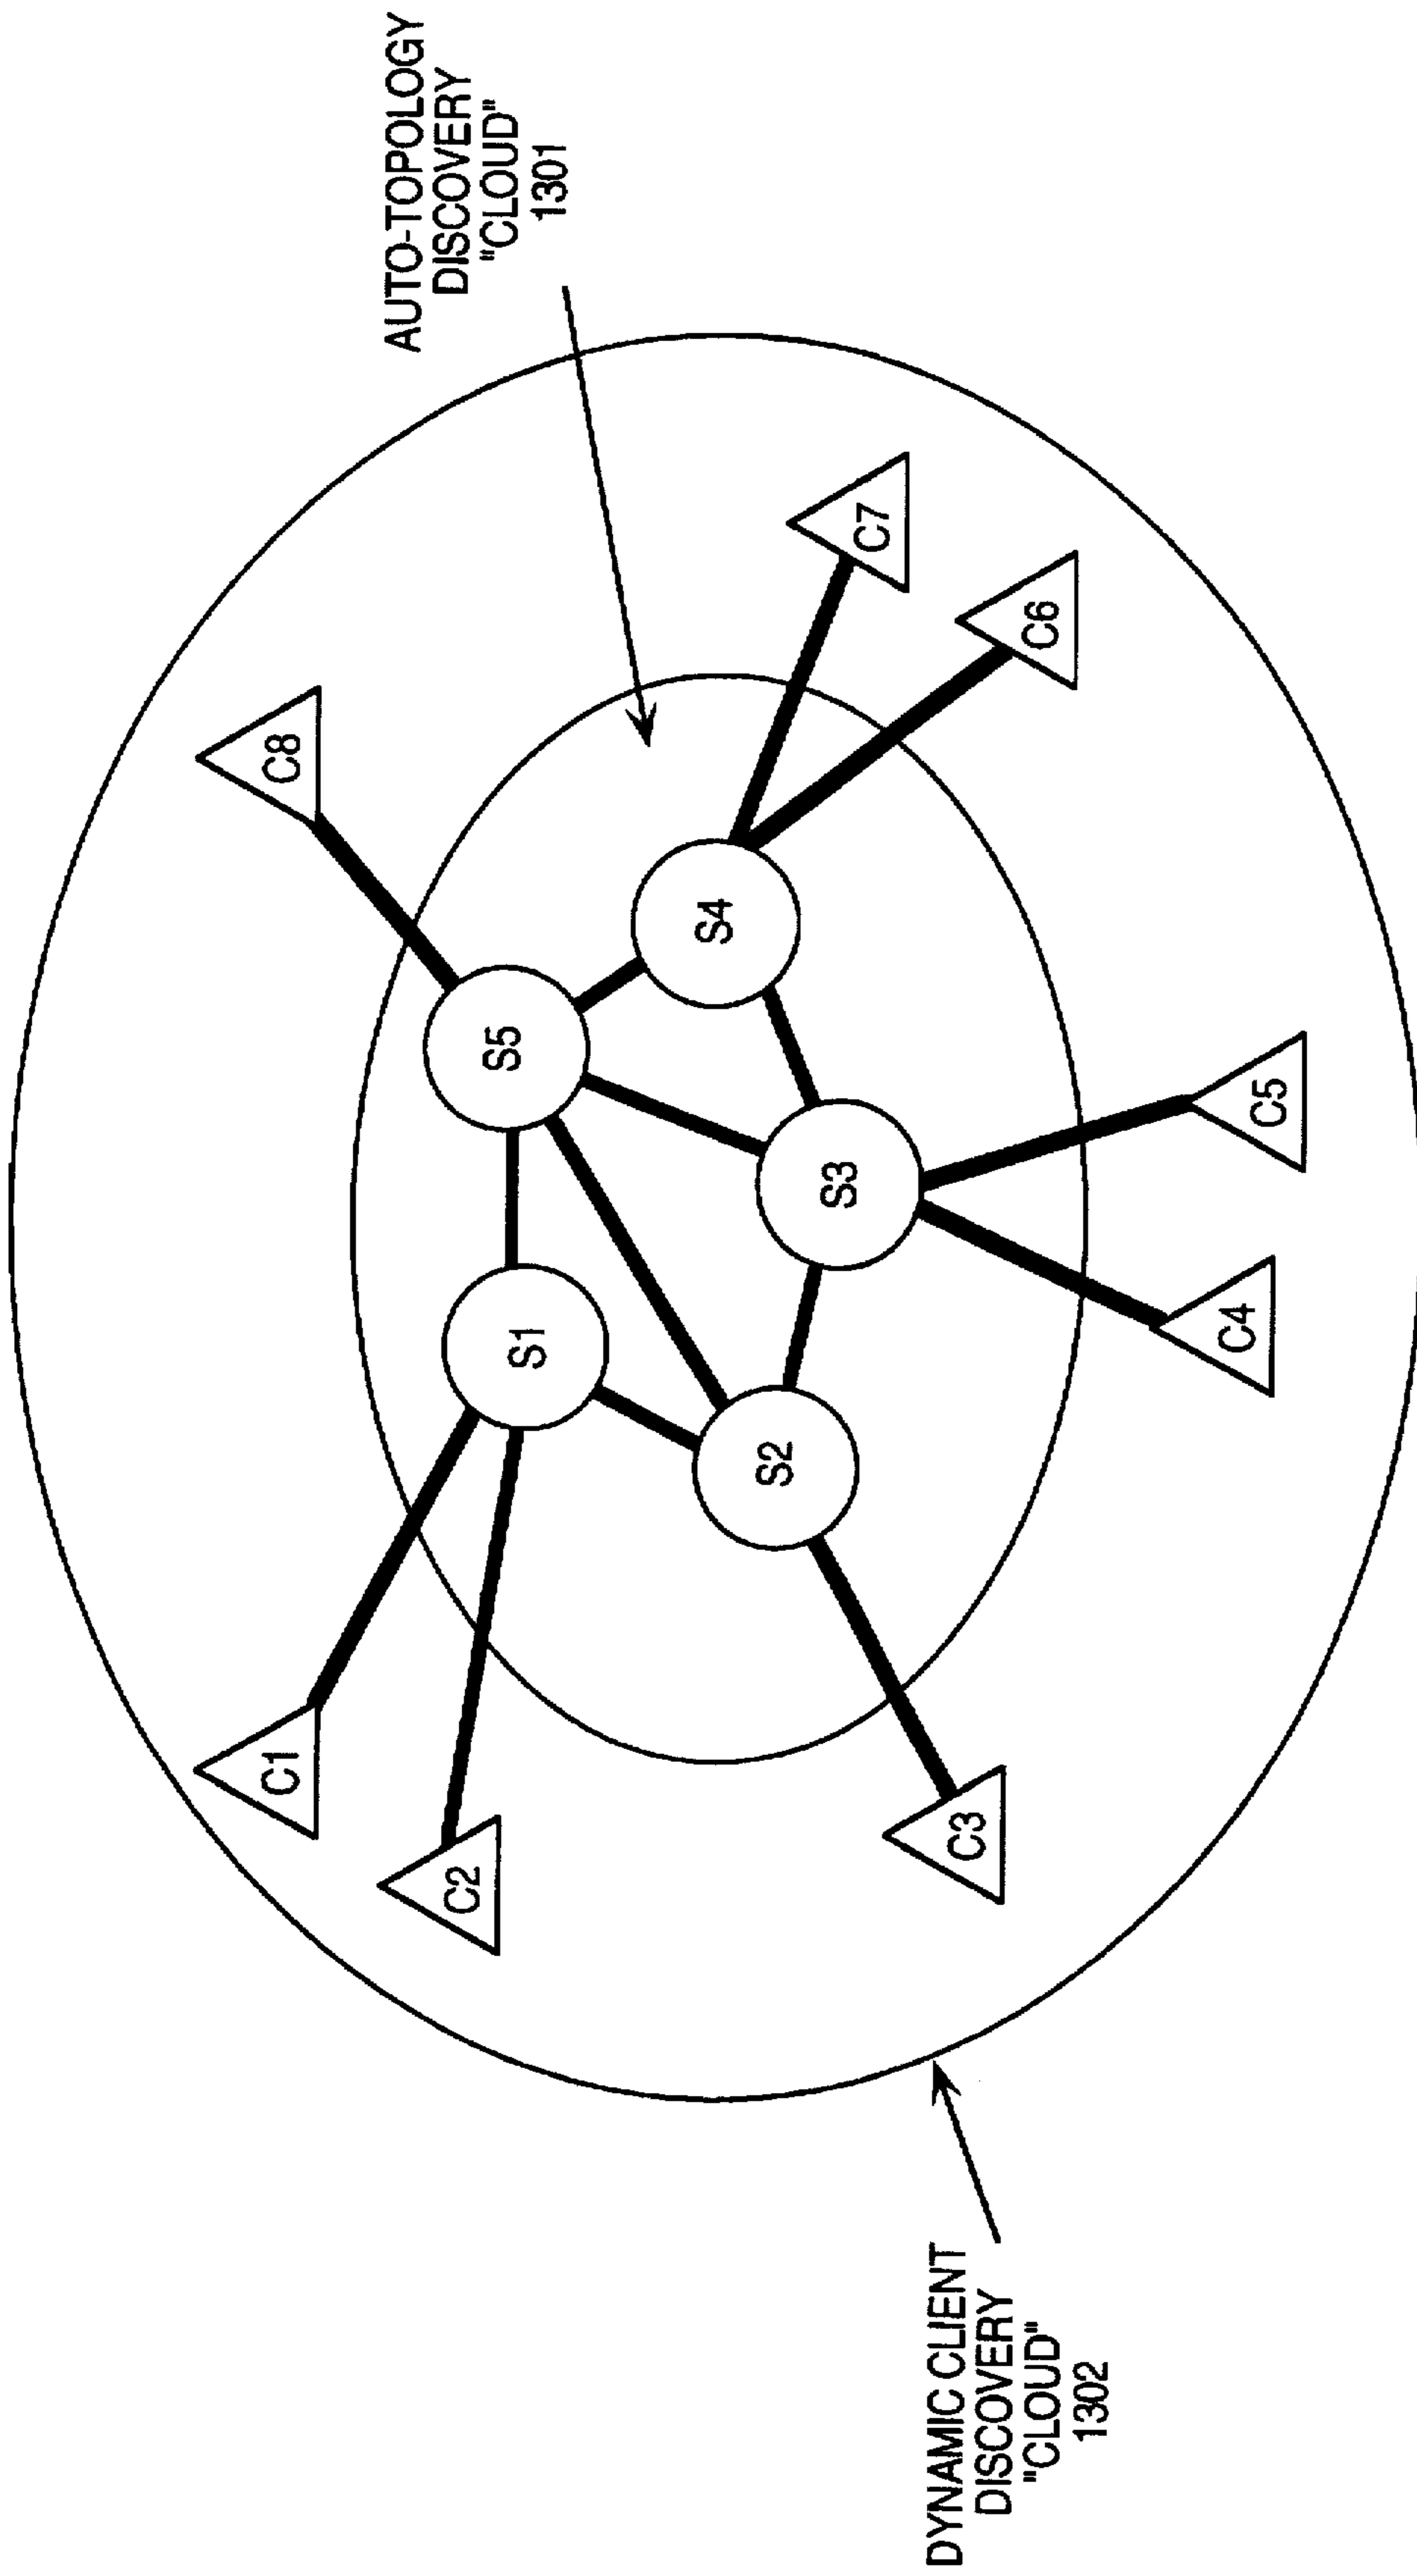 AUTO-TOPOLOGY
DISCOVERY
"CLOUD"
1301
C8
C7
C6
S5
S4
S1
S3
S2
C1
C2
C3
C4
C5
DYNAMIC CLIENT
DISCOVERY
"CLOUD"
1302